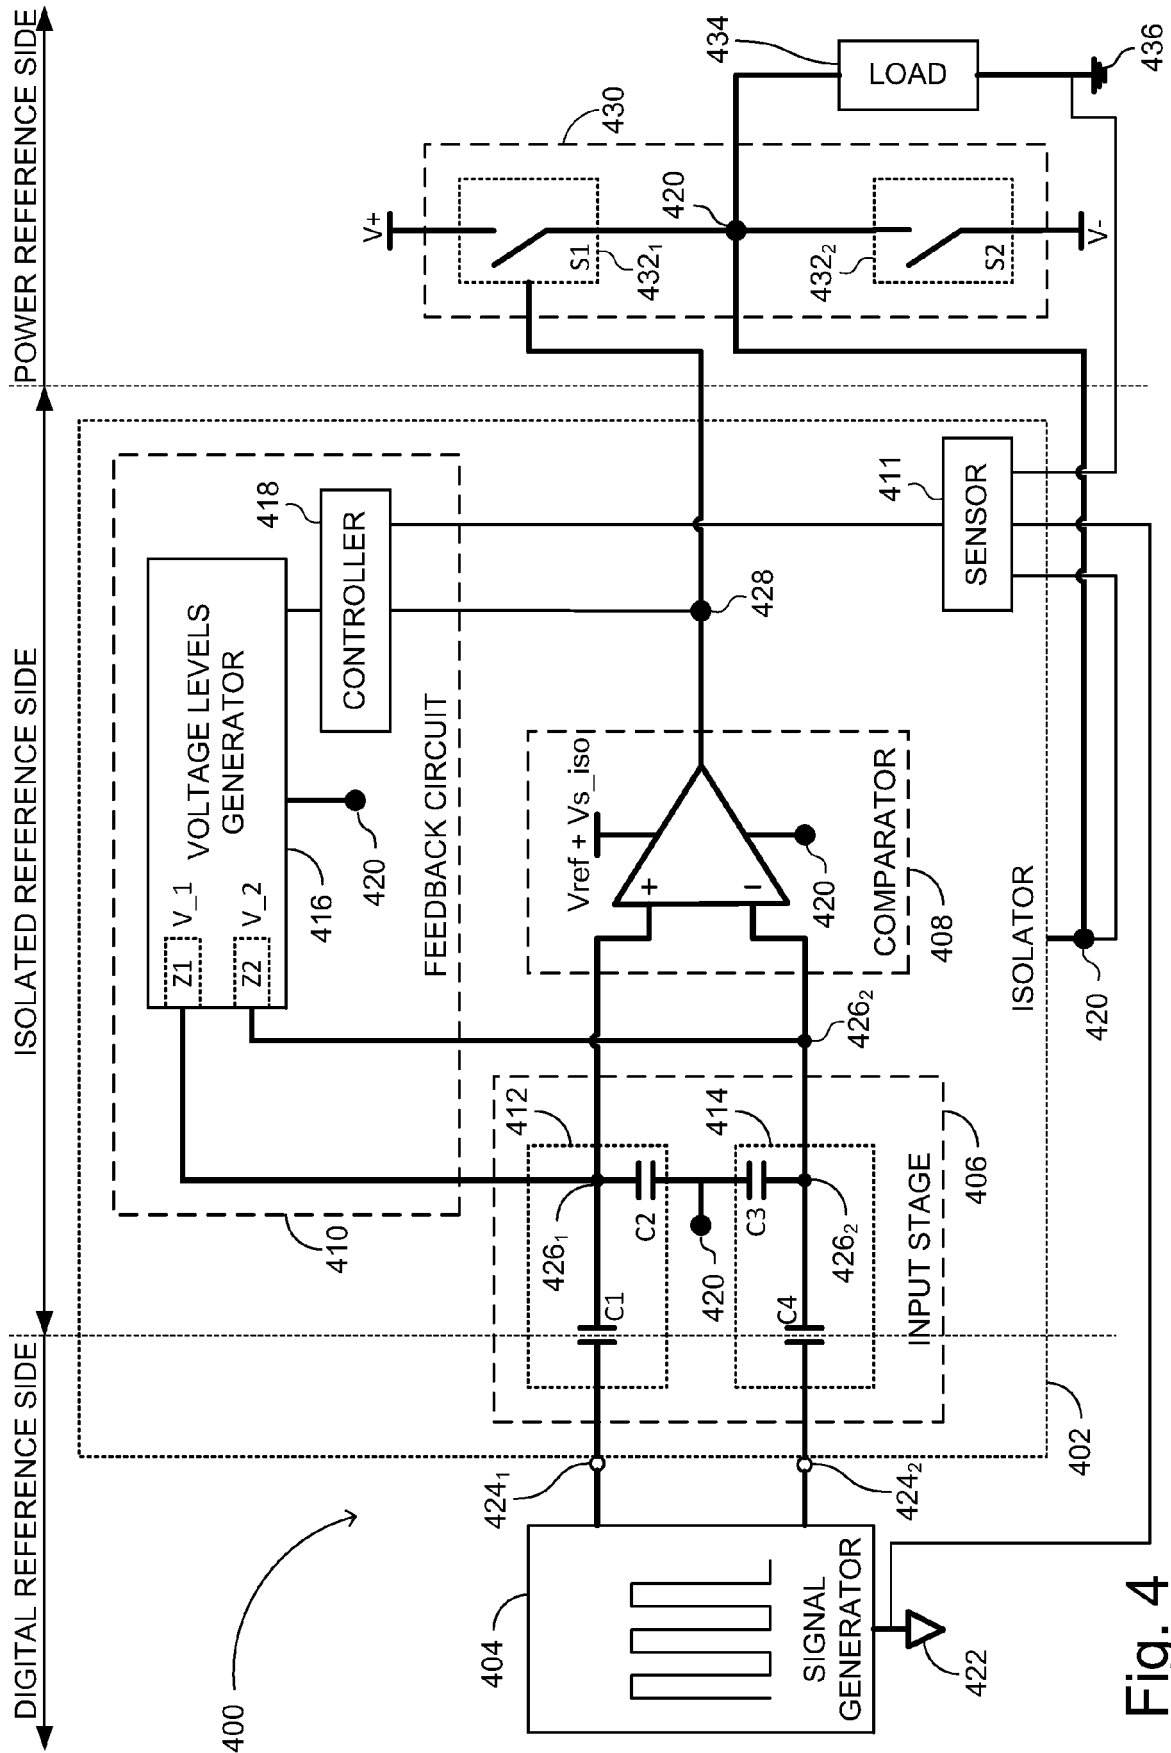 DIGITAL REFERENCE SIDE
ISOLATED REFERENCE SIDE
POWER REFERENCE SIDE
400
410
418
VOLTAGE LEVELS
GENERATOR
V_1
V_2
Z1
Z2
416
420
CONTROLLER
FEEDBACK CIRCUIT
404
SIGNAL
GENERATOR
422
424₁
424₂
412
414
426₁
C1
C2
420
C3
C4
426₂
426₂
INPUT STAGE
406
402
Vref + Vs_iso
+
-
420
COMPARATOR
408
428
ISOLATOR
420
411
SENSOR
V+
S1
432₁
430
420
432₂
S2
V-
434
LOAD
436
Fig. 4